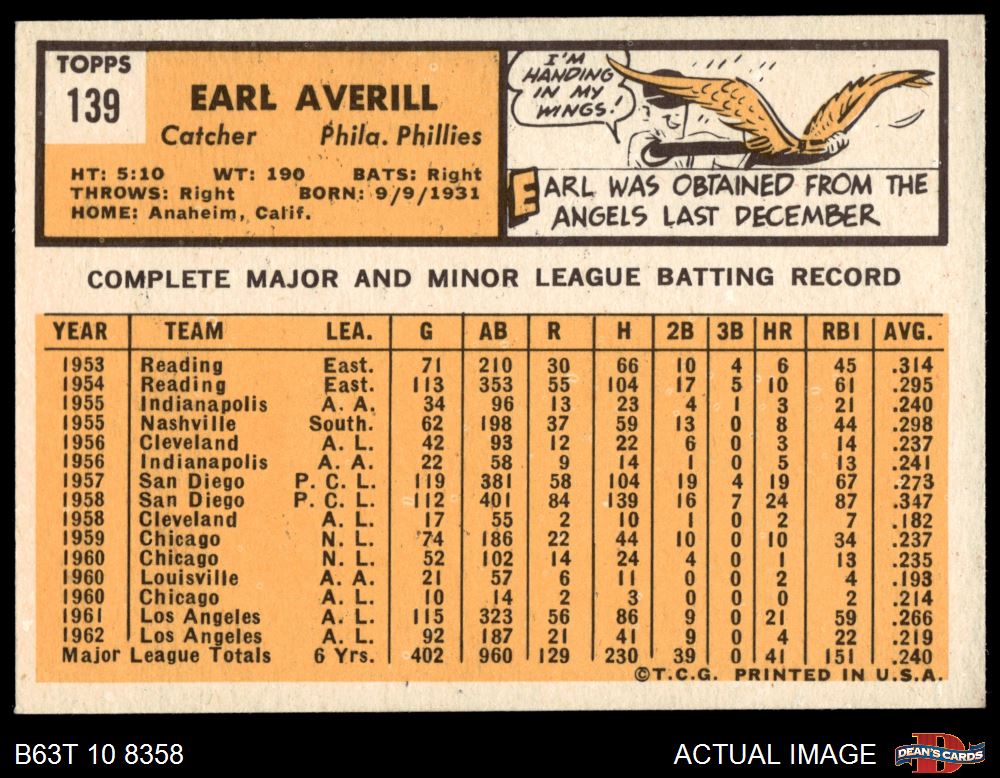 TOPPS
139
EARL AVERILL
Catcher Phila. Phillies
HT: 5:10 WT: 190 BATS: Right
THROWS: Right BORN: 9/9/1931
HOME: Anaheim, Calif.
I'M
HANDING
IN MY
WINGS!
EARL WAS OBTAINED FROM THE
ANGELS LAST DECEMBER
COMPLETE MAJOR AND MINOR LEAGUE BATTING RECORD
YEAR TEAM LEA. G AB R H 2B 3B HR RBI AVG.
1953 Reading East. 71 210 30 66 10 4 6 45 .314
1954 Reading East. 113 353 55 104 17 5 10 61 .295
1955 Indianapolis A. A. 34 96 13 23 4 1 3 21 .240
1955 Nashville South. 62 198 37 59 13 0 8 44 .298
1956 Cleveland A. L. 42 93 12 22 6 0 3 14 .237
1956 Indianapolis A. A. 22 58 9 14 1 0 5 13 .241
1957 San Diego P. C. L. 119 381 58 104 19 4 19 67 .273
1958 San Diego P. C. L. 112 401 84 139 16 7 24 87 .347
1958 Cleveland A. L. 17 55 2 10 1 0 2 7 .182
1959 Chicago N. L. 74 186 22 44 10 0 10 34 .237
1960 Chicago N. L. 52 102 14 24 4 0 1 13 .235
1960 Louisville A. A. 21 57 6 11 0 0 2 4 .193
1960 Chicago A. L. 10 14 2 3 0 0 0 2 .214
1961 Los Angeles A. L. 115 323 56 86 9 0 21 59 .266
1962 Los Angeles A. L. 92 187 21 41 9 0 4 22 .219
Major League Totals 6 Yrs. 402 960 129 230 39 0 41 151 .240
©T.C.G. PRINTED IN U.S.A.
B63T 10 8358 ACTUAL IMAGE DEAN'S CARDS